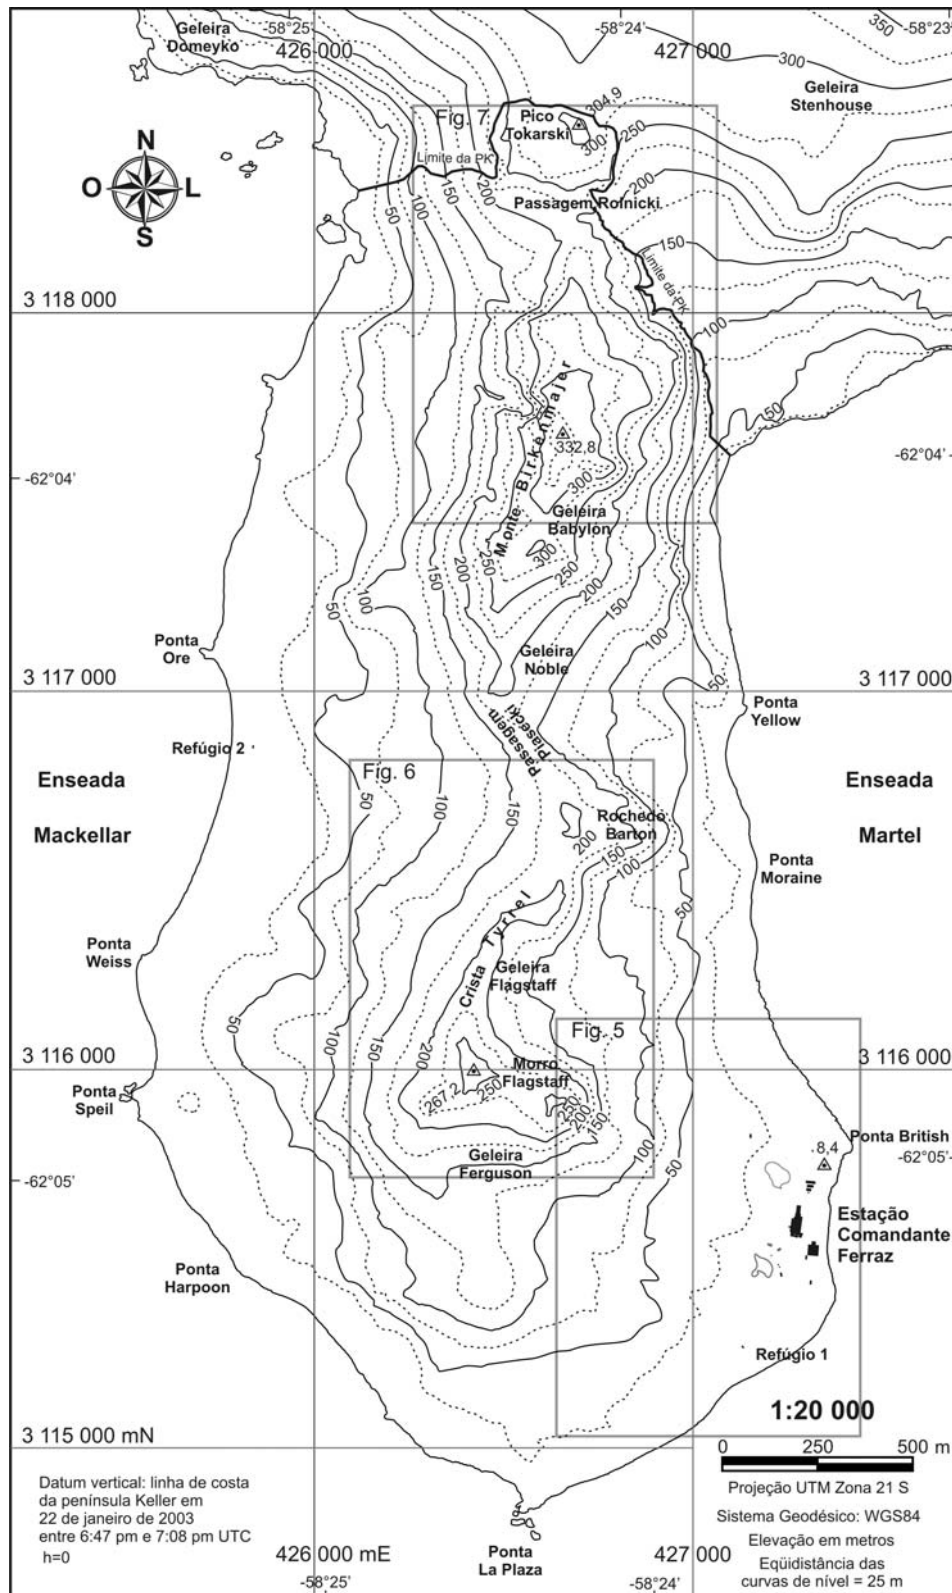 -58°25'
-58°24'
-58°23'
Geleira
Domeyko
426 000
427 000
350
300
Geleira
Stenhouse
Fig. 7
Pico
Tokarski
304,9
300
250
N
O L
S
Limite da PK
50
100
150
200
200
Passagem Rolnicki
150
Limite da PK
3 118 000
100
50
Monte Birkenmajer
332,8
-62°04'
-62°04'
300
Geleira
Babylon
300
250
250
200
200
150
150
100
100
50
50
Ponta
Ore
Geleira
Noble
3 117 000
3 117 000
Ponta
Yellow
Passagem
Piasecki
Refúgio 2
Fig. 6
Enseada
Mackellar
Enseada
Martel
50
100
150
Rochedo
Barton
200
150
100
50
Ponta
Moraine
Crista Tyrrel
Ponta
Weiss
Geleira
Flagstaff
50
100
150
200
Fig. 5
3 116 000
3 116 000
Morro
Flagstaff
Ponta
Speil
267,2
250
250
200
150
100
50
Ponta British
8,4
-62°05'
-62°05'
Geleira
Ferguson
Estação
Comandante
Ferraz
Ponta
Harpoon
Refúgio 1
1:20 000
3 115 000 mN
0 250 500 m
Datum vertical: linha de costa
da península Keller em
22 de janeiro de 2003
entre 6:47 pm e 7:08 pm UTC
h=0
Projeção UTM Zona 21 S
Sistema Geodésico: WGS84
Elevação em metros
Eqüidistância das
curvas de nível = 25 m
Ponta
La Plaza
426 000 mE
427 000
-58°25'
-58°24'